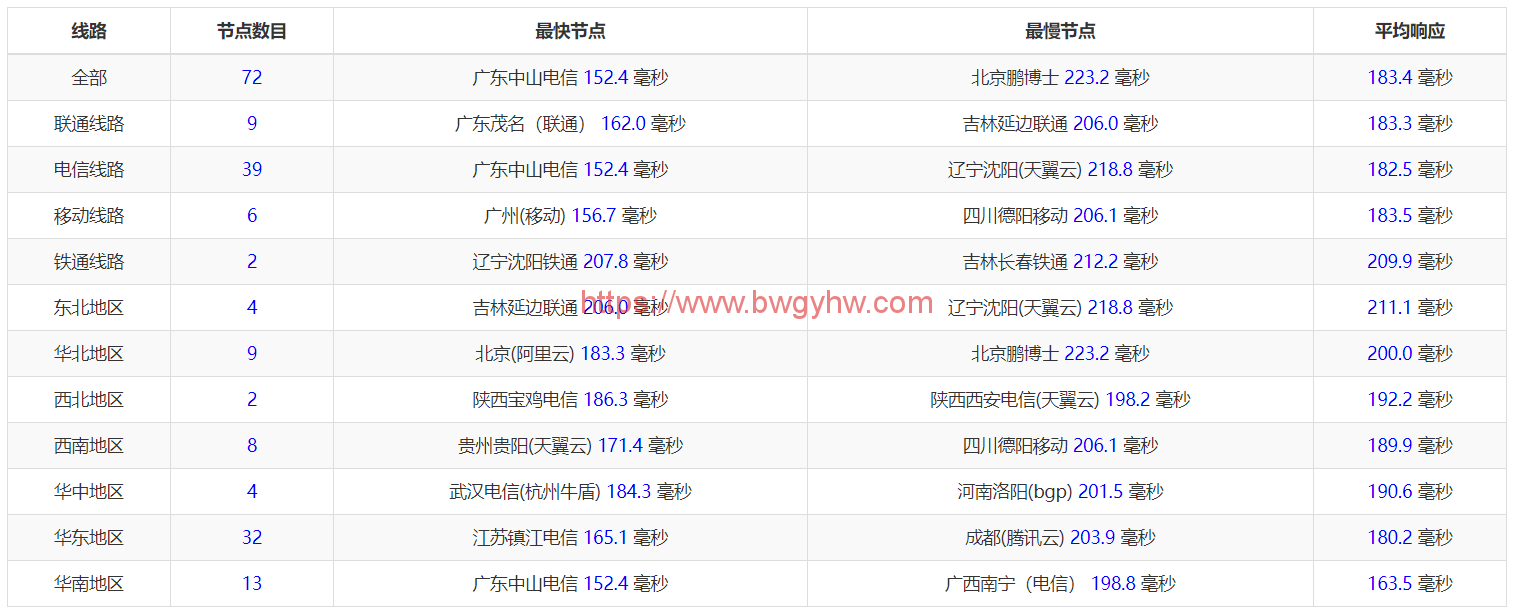 线路 节点数目 最快节点 最慢节点 平均响应
全部 72 广东中山电信 152.4 毫秒 北京鹏博士 223.2 毫秒 183.4 毫秒
联通线路 9 广东茂名（联通） 162.0 毫秒 吉林延边联通 206.0 毫秒 183.3 毫秒
电信线路 39 广东中山电信 152.4 毫秒 辽宁沈阳(天翼云) 218.8 毫秒 182.5 毫秒
移动线路 6 广州(移动) 156.7 毫秒 四川德阳移动 206.1 毫秒 183.5 毫秒
铁通线路 2 辽宁沈阳铁通 207.8 毫秒 吉林长春铁通 212.2 毫秒 209.9 毫秒
东北地区 4 吉林延边联通 206.0 毫秒 辽宁沈阳(天翼云) 218.8 毫秒 211.1 毫秒
https://www.bwgyhw.com
华北地区 9 北京(阿里云) 183.3 毫秒 北京鹏博士 223.2 毫秒 200.0 毫秒
西北地区 2 陕西宝鸡电信 186.3 毫秒 陕西西安电信(天翼云) 198.2 毫秒 192.2 毫秒
西南地区 8 贵州贵阳(天翼云) 171.4 毫秒 四川德阳移动 206.1 毫秒 189.9 毫秒
华中地区 4 武汉电信(杭州牛盾) 184.3 毫秒 河南洛阳(bgp) 201.5 毫秒 190.6 毫秒
华东地区 32 江苏镇江电信 165.1 毫秒 成都(腾讯云) 203.9 毫秒 180.2 毫秒
华南地区 13 广东中山电信 152.4 毫秒 广西南宁（电信） 198.8 毫秒 163.5 毫秒